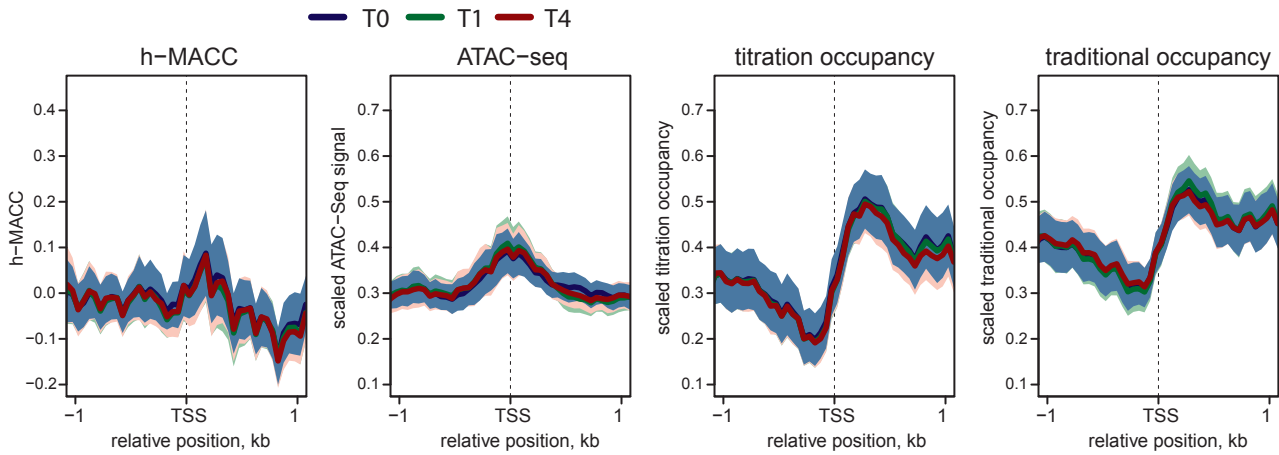 T0 T1 T4
h−MACC
h−MACC
0.4
0.3
0.2
0.1
0.0
−0.1
−0.2
−1 TSS 1
relative position, kb
ATAC−seq
scaled ATAC−Seq signal
0.7
0.6
0.5
0.4
0.3
0.2
0.1
−1 TSS 1
relative position, kb
titration occupancy
scaled titration occupancy
0.7
0.6
0.5
0.4
0.3
0.2
0.1
−1 TSS 1
relative position, kb
traditional occupancy
scaled traditional occupancy
0.7
0.6
0.5
0.4
0.3
0.2
0.1
−1 TSS 1
relative position, kb